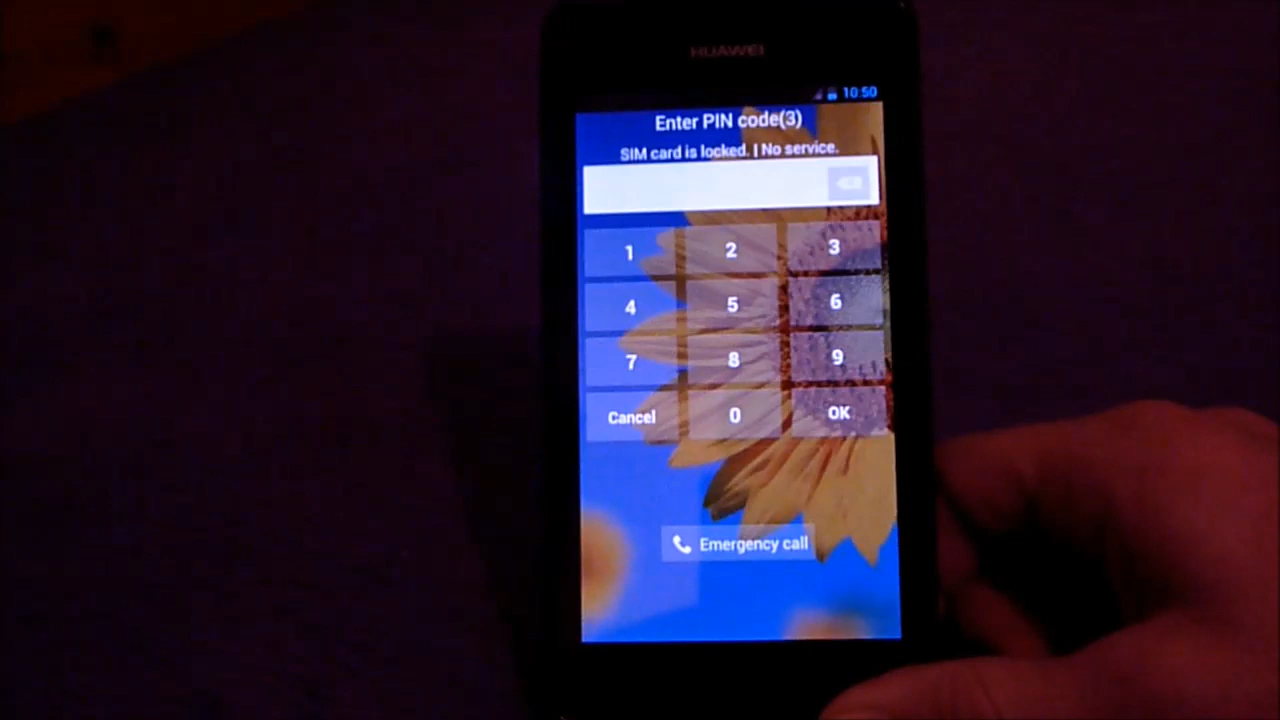 HUAWEI
10:50
Enter PIN code(3)
SIM card is locked. | No service.
1 2 3
4 5 6
7 8 9
Cancel 0 OK
Emergency call